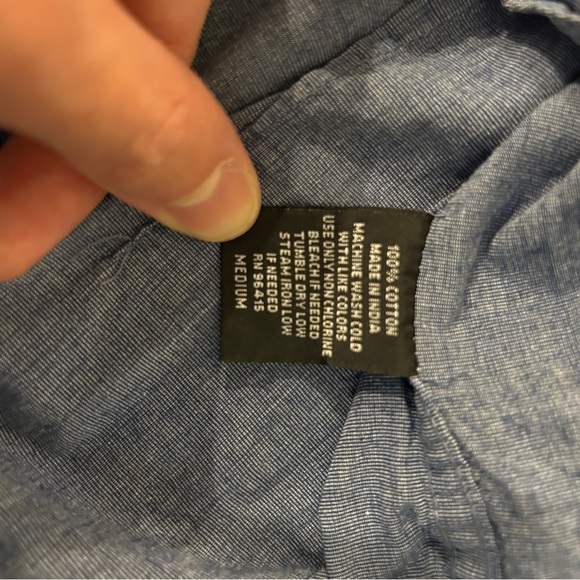 100% COTTON
MADE IN INDIA
MACHINE WASH COLD
WITH LIKE COLORS
USE ONLY NON CHLORINE
BLEACH IF NEEDED
TUMBLE DRY LOW
STEAM IRON LOW
IF NEEDED
RN 96415
MEDIUM